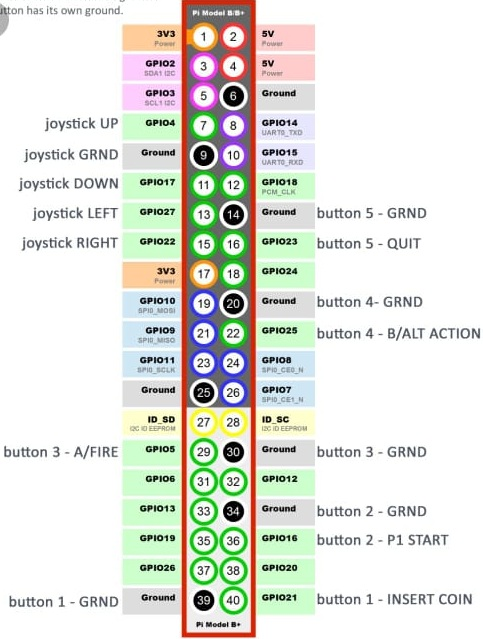 utton has its own ground.
Pi Model B/B+
3V3 Power 1 2 5V Power
GPIO2 SDA1 I2C 3 4 5V Power
GPIO3 SCL1 I2C 5 6 Ground
joystick UP GPIO4 7 8 GPIO14 UART0_TXD
joystick GRND Ground 9 10 GPIO15 UART0_RXD
joystick DOWN GPIO17 11 12 GPIO18 PCM_CLK
joystick LEFT GPIO27 13 14 Ground button 5 - GRND
joystick RIGHT GPIO22 15 16 GPIO23 button 5 - QUIT
3V3 Power 17 18 GPIO24
GPIO10 SPI0_MOSI 19 20 Ground button 4- GRND
GPIO9 SPI0_MISO 21 22 GPIO25 button 4 - B/ALT ACTION
GPIO11 SPI0_SCLK 23 24 GPIO8 SPI0_CE0_N
Ground 25 26 GPIO7 SPI0_CE1_N
ID_SD I2C ID EEPROM 27 28 ID_SC I2C ID EEPROM
button 3 - A/FIRE GPIO5 29 30 Ground button 3 - GRND
GPIO6 31 32 GPIO12
GPIO13 33 34 Ground button 2 - GRND
GPIO19 35 36 GPIO16 button 2 - P1 START
GPIO26 37 38 GPIO20
button 1 - GRND Ground 39 40 GPIO21 button 1 - INSERT COIN
Pi Model B+